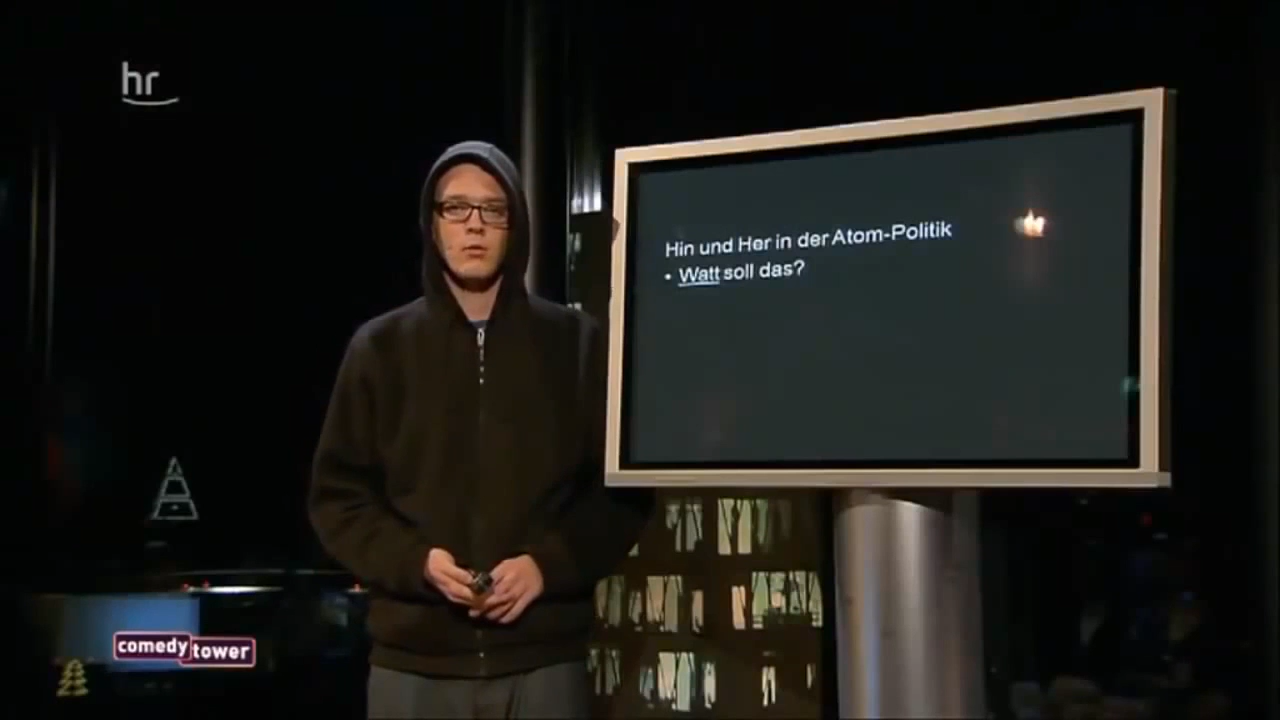 hr
Hin und Her in der Atom-Politik
• Watt soll das?
comedy
tower